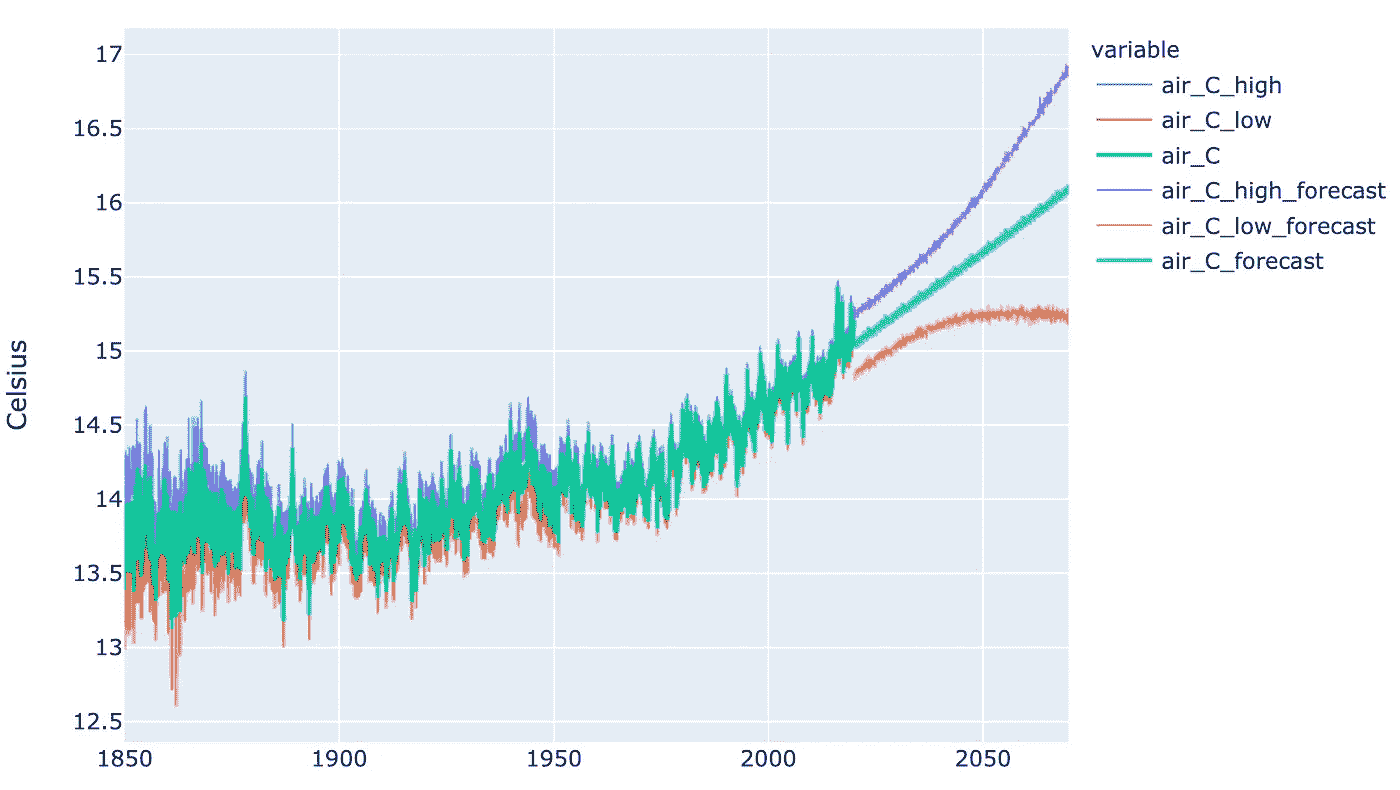 17
16.5
16
15.5
15
14.5
14
13.5
13
12.5
Celsius
1850 1900 1950 2000 2050
variable
air_C_high
air_C_low
air_C
air_C_high_forecast
air_C_low_forecast
air_C_forecast